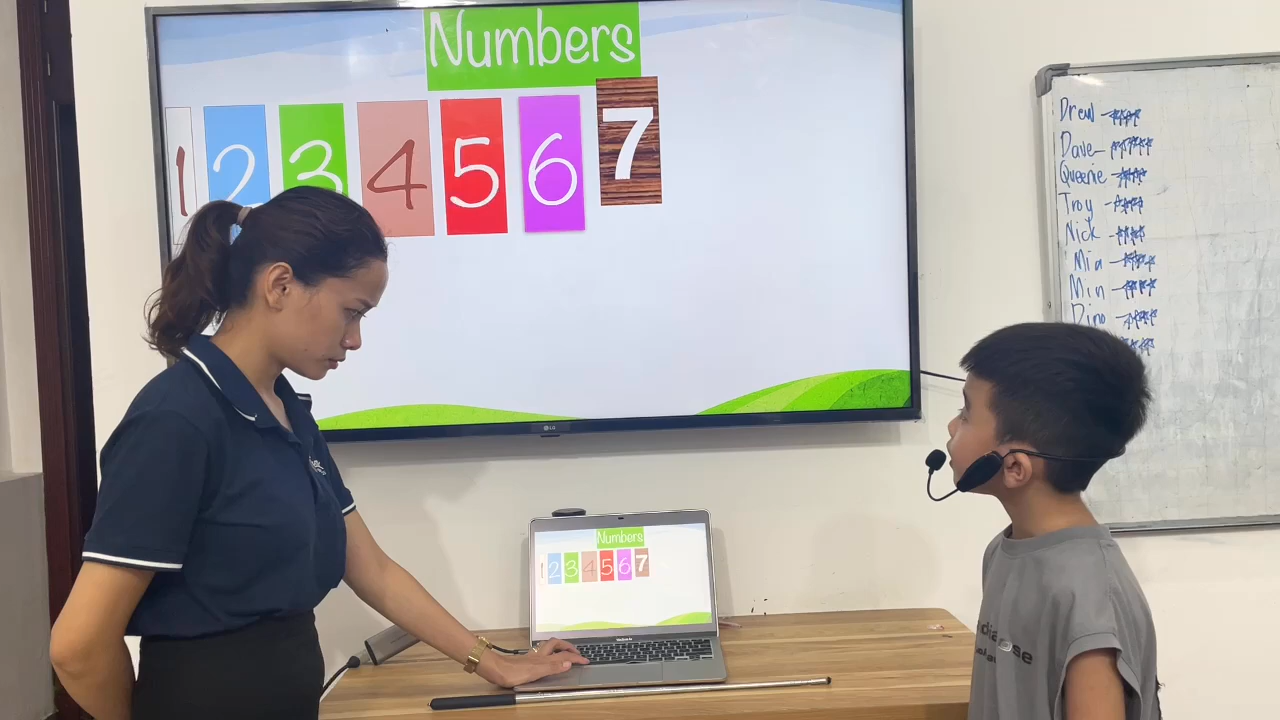 Numbers
1 2 3 4 5 6 7
LG
Drew
Dave
Queenie
Troy
Nick
Mia
Min
Dino
Numbers
1 2 3 4 5 6 7